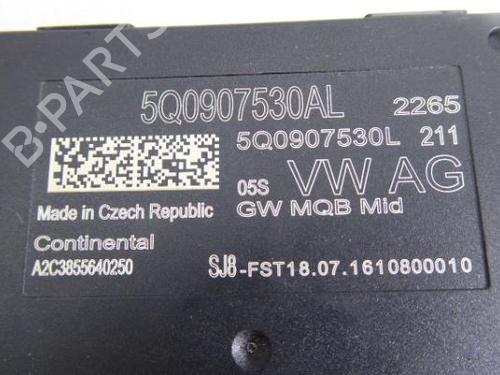 B-PARTS
5Q0907530AL 2265
5Q0907530L 211
05S VW AG
Made in Czech Republic GW MQB Mid
Continental
A2C3855640250 SJ8-FST18.07.1610800010